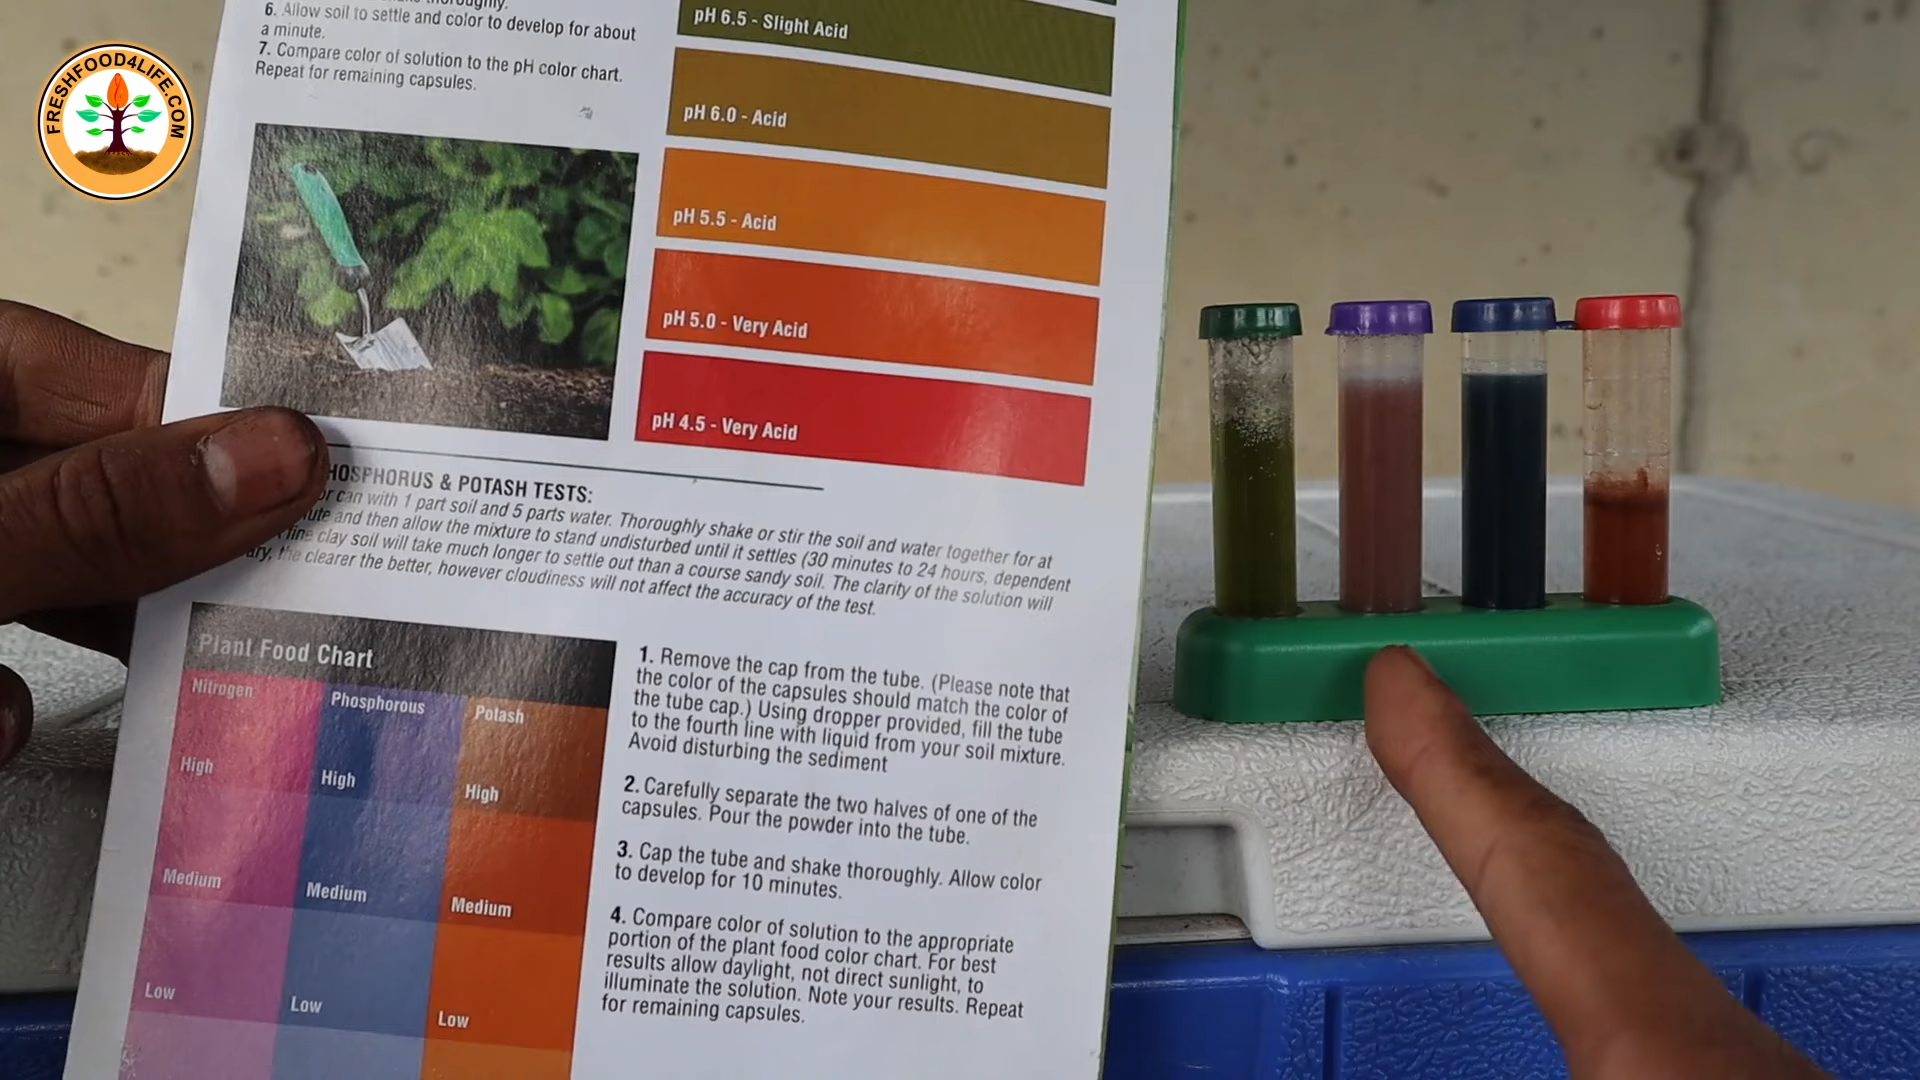 FRESHFOOD4LIFE.COM
6. Allow soil to settle and color to develop for about
a minute.
7. Compare color of solution to the pH color chart.
Repeat for remaining capsules.
pH 6.5 - Slight Acid
pH 6.0 - Acid
pH 5.5 - Acid
pH 5.0 - Very Acid
pH 4.5 - Very Acid
HOSPHORUS & POTASH TESTS:
or can with 1 part soil and 5 parts water. Thoroughly shake or stir the soil and water together for at
and then allow the mixture to stand undisturbed until it settles (30 minutes to 24 hours, dependent
fine clay soil will take much longer to settle out than a course sandy soil. The clarity of the solution will
the clearer the better, however cloudiness will not affect the accuracy of the test.
Plant Food Chart
Nitrogen
Phosphorous
Potash
High
High
High
Medium
Medium
Medium
Low
Low
Low
1. Remove the cap from the tube. (Please note that
the color of the capsules should match the color of
the tube cap.) Using dropper provided, fill the tube
to the fourth line with liquid from your soil mixture.
Avoid disturbing the sediment
2. Carefully separate the two halves of one of the
capsules. Pour the powder into the tube.
3. Cap the tube and shake thoroughly. Allow color
to develop for 10 minutes.
4. Compare color of solution to the appropriate
portion of the plant food color chart. For best
results allow daylight, not direct sunlight, to
illuminate the solution. Note your results. Repeat
for remaining capsules.